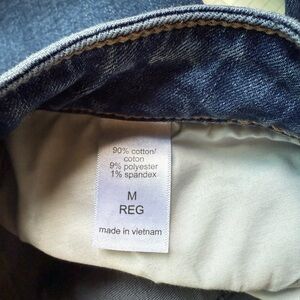 90% cotton/
coton
9% polyester
1% spandex
M
REG
made in vietnam